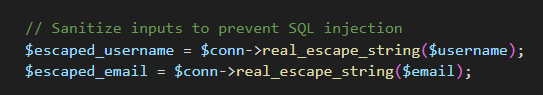 // Sanitize inputs to prevent SQL injection
$escaped_username = $conn->real_escape_string($username);
$escaped_email = $conn->real_escape_string($email);